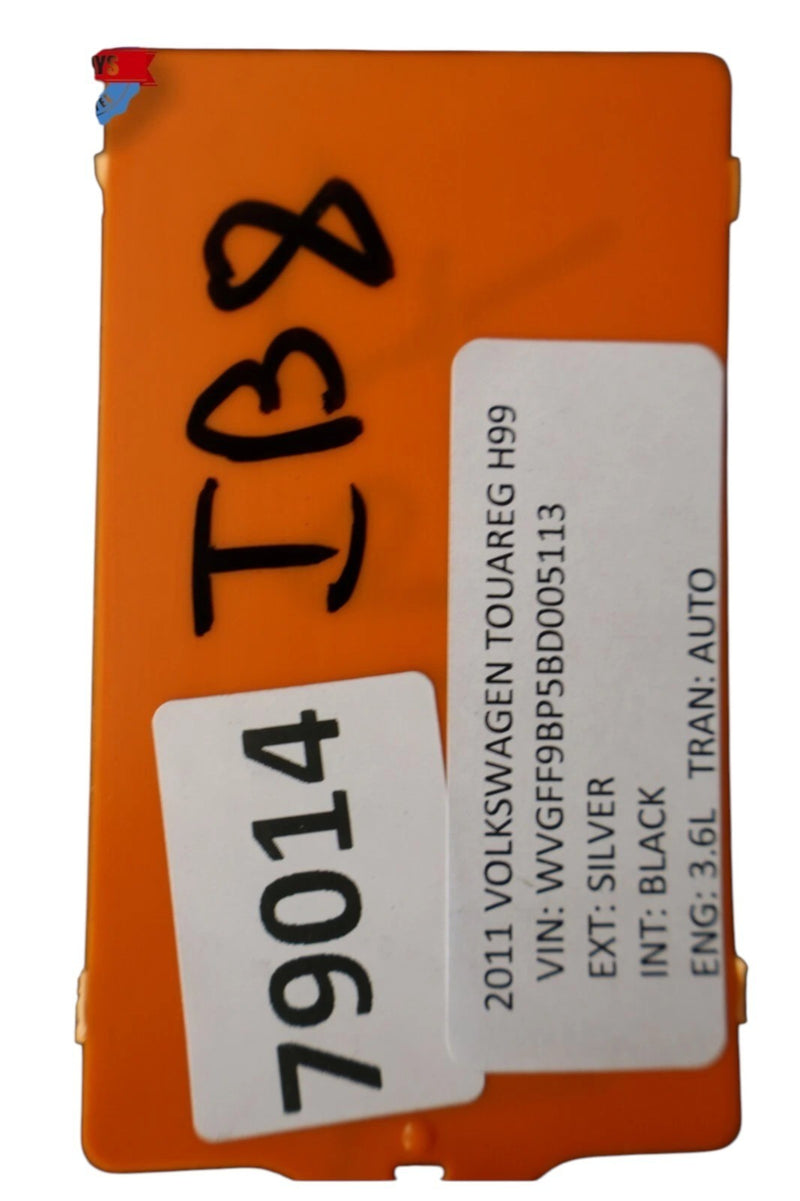 IB8
79014
2011 VOLKSWAGEN TOUAREG H99
VIN: WVGFF9BP5BD005113
EXT: SILVER
INT: BLACK
ENG: 3.6L TRAN: AUTO